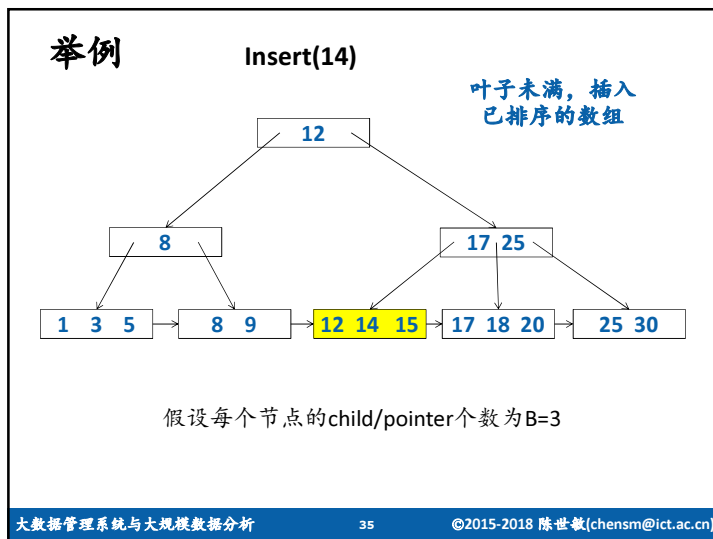 举例
Insert(14)
叶子未满，插入
已排序的数组
12
8
17 25
1 3 5
8 9
12 14 15
17 18 20
25 30
假设每个节点的child/pointer个数为B=3
大数据管理系统与大规模数据分析
35
©2015-2018 陈世敏(chensm@ict.ac.cn)